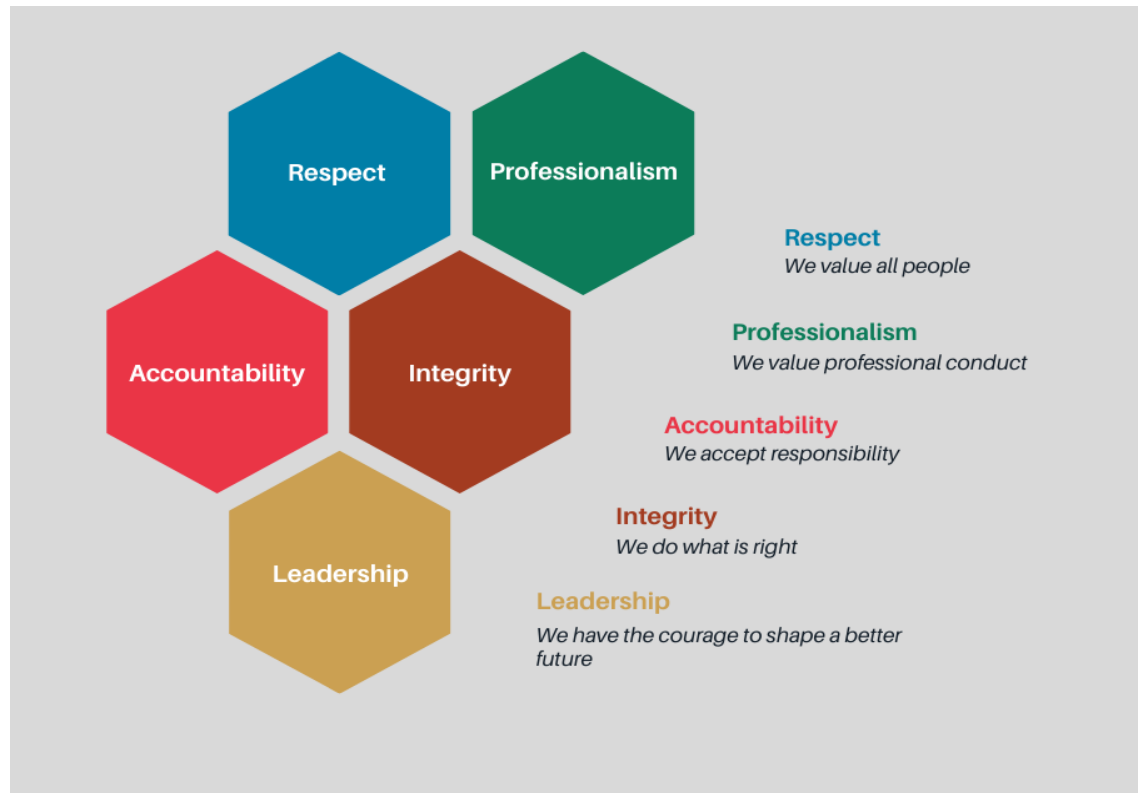 Respect
Professionalism
Accountability
Integrity
Leadership
Respect
We value all people
Professionalism
We value professional conduct
Accountability
We accept responsibility
Integrity
We do what is right
Leadership
We have the courage to shape a better
future